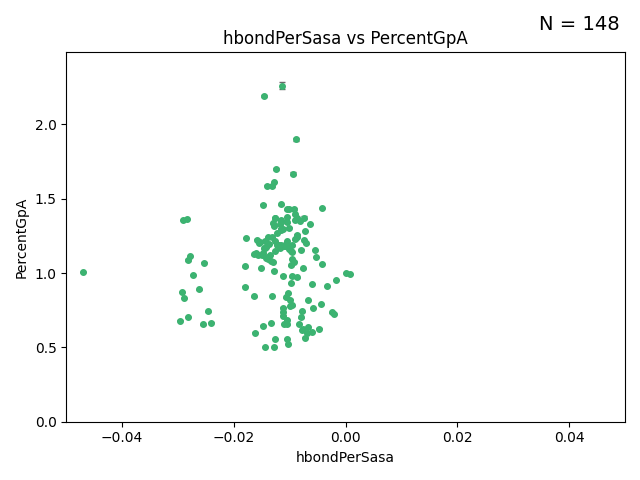 N = 148
hbondPerSasa vs PercentGpA
PercentGpA
2.0
1.5
1.0
0.5
0.0
−0.04 −0.02 0.00 0.02 0.04
hbondPerSasa